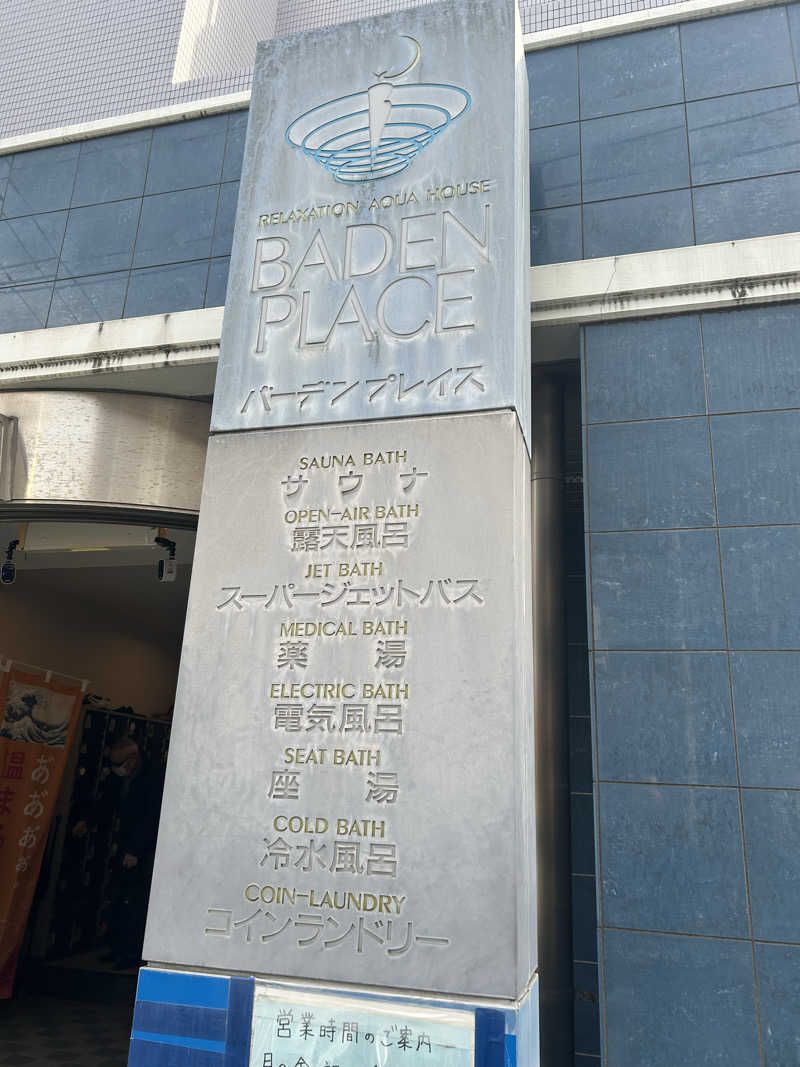 RELAXATION AQUA HOUSE
BADEN
PLACE
バーデンプレイス
SAUNA BATH
サウナ
OPEN-AIR BATH
露天風呂
JET BATH
スーパージェットバス
MEDICAL BATH
薬 湯
ELECTRIC BATH
電気風呂
SEAT BATH
座 湯
COLD BATH
冷水風呂
COIN-LAUNDRY
コインランドリー
営業時間のご案内